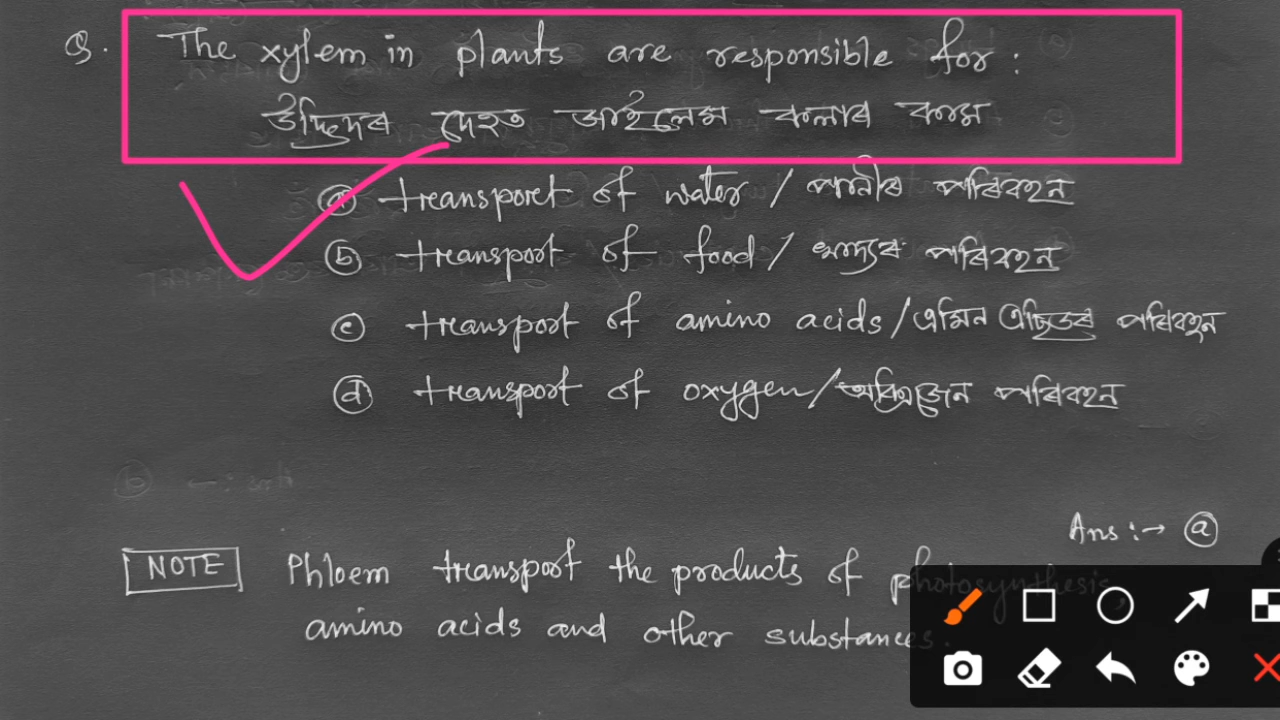 Q. The xylem in plants are responsible for:
উদ্ভিদৰ দেহত জাইলেম কলাৰ কাম
ⓐ transport of water / পানীৰ পৰিবহন
ⓑ transport of food / খাদ্যৰ পৰিবহন
ⓒ transport of amino acids / এমিন' এছিডৰ পৰিবহন
ⓓ transport of oxygen / অক্সিজেন পৰিবহন
Ans :→ ⓐ
NOTE Phloem transport the products of photosynthesis,
amino acids and other substances.